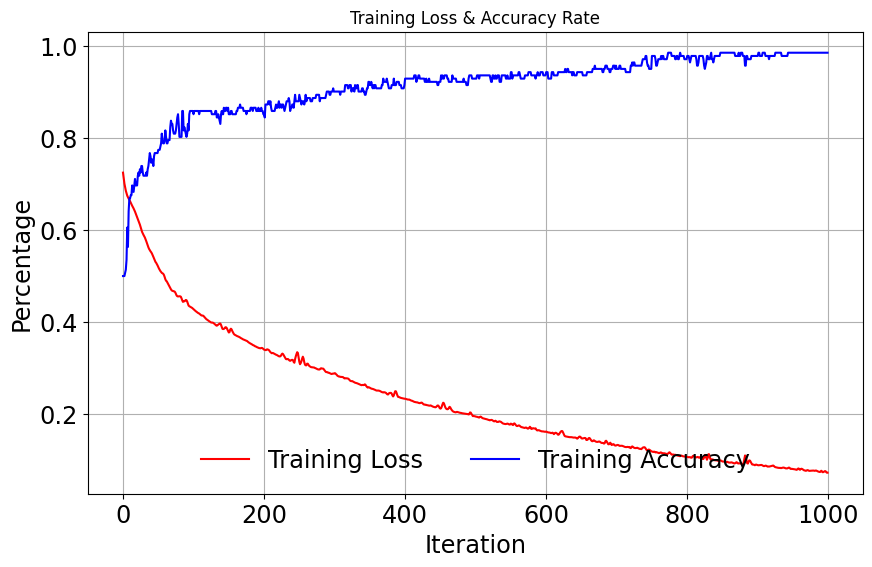 Training Loss & Accuracy Rate
1.0
0.8
0.6
0.4
0.2
Percentage
Training Loss
Training Accuracy
0 200 400 600 800 1000
Iteration